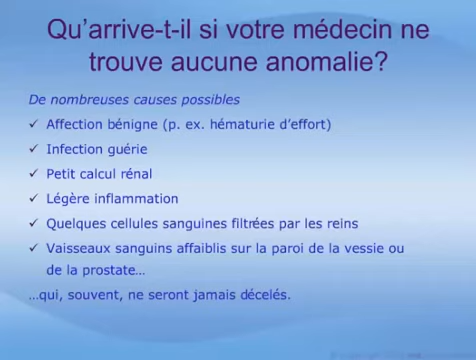 Qu’arrive-t-il si votre médecin ne
trouve aucune anomalie?
De nombreuses causes possibles
✓ Affection bénigne (p. ex. hématurie d’effort)
✓ Infection guérie
✓ Petit calcul rénal
✓ Légère inflammation
✓ Quelques cellules sanguines filtrées par les reins
✓ Vaisseaux sanguins affaiblis sur la paroi de la vessie ou
de la prostate…
…qui, souvent, ne seront jamais décelés.